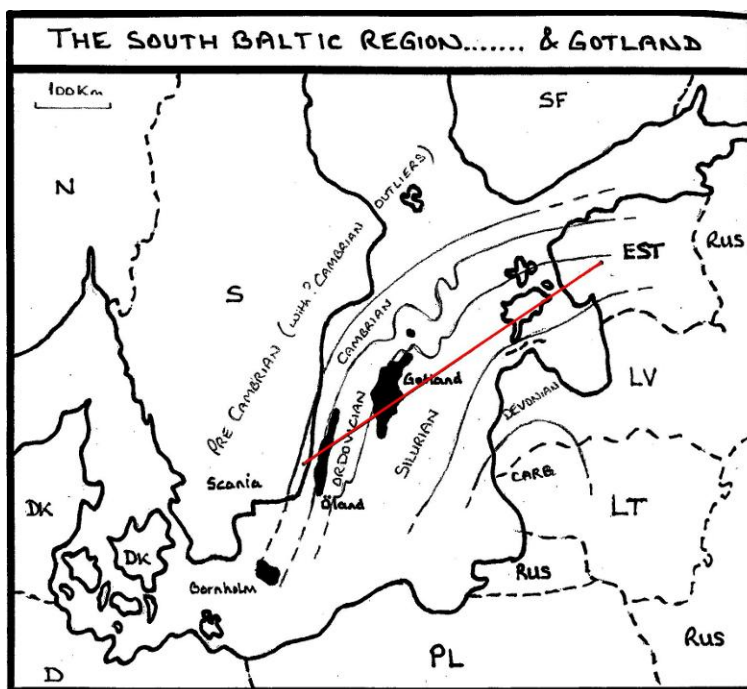 THE SOUTH BALTIC REGION....... & GOTLAND
100Km
SF
N
S
PRE CAMBRIAN (with ? CAMBRIAN OUTLIERS)
CAMBRIAN
EST
RUS
Gotland
ORDOVICIAN
SILURIAN
DEVONIAN
LV
CARB
Scania
Öland
LT
DK
DK
Bornholm
RUS
RUS
PL
D